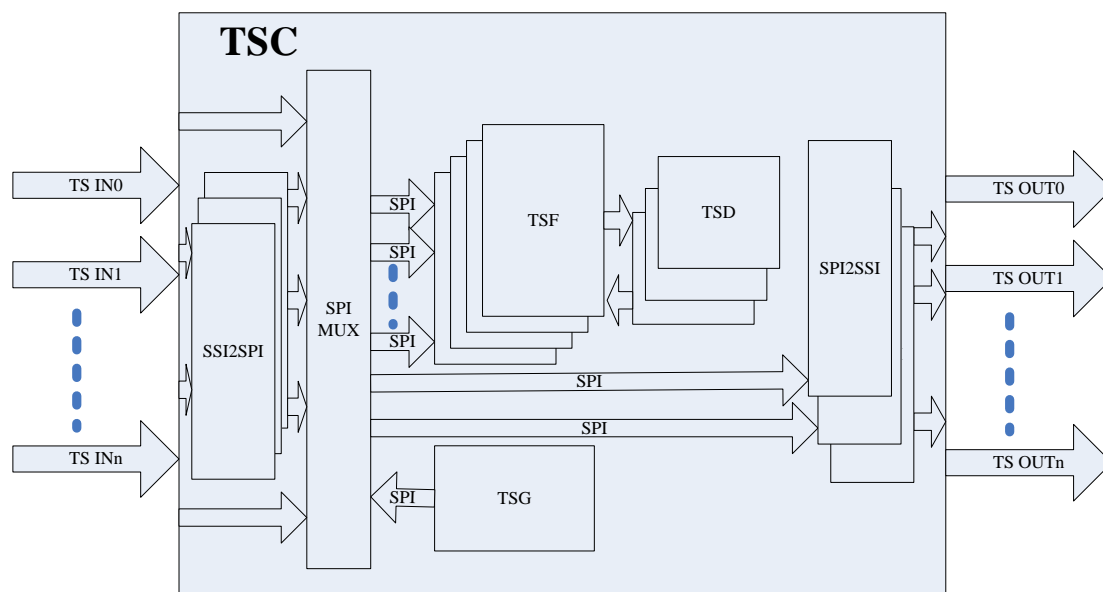 TSC
TS IN0
TS IN1
TS INn
SSI2SPI
SPI
MUX
SPI
SPI
SPI
TSF
TSD
SPI
SPI
SPI
TSG
SPI2SSI
TS OUT0
TS OUT1
TS OUTn